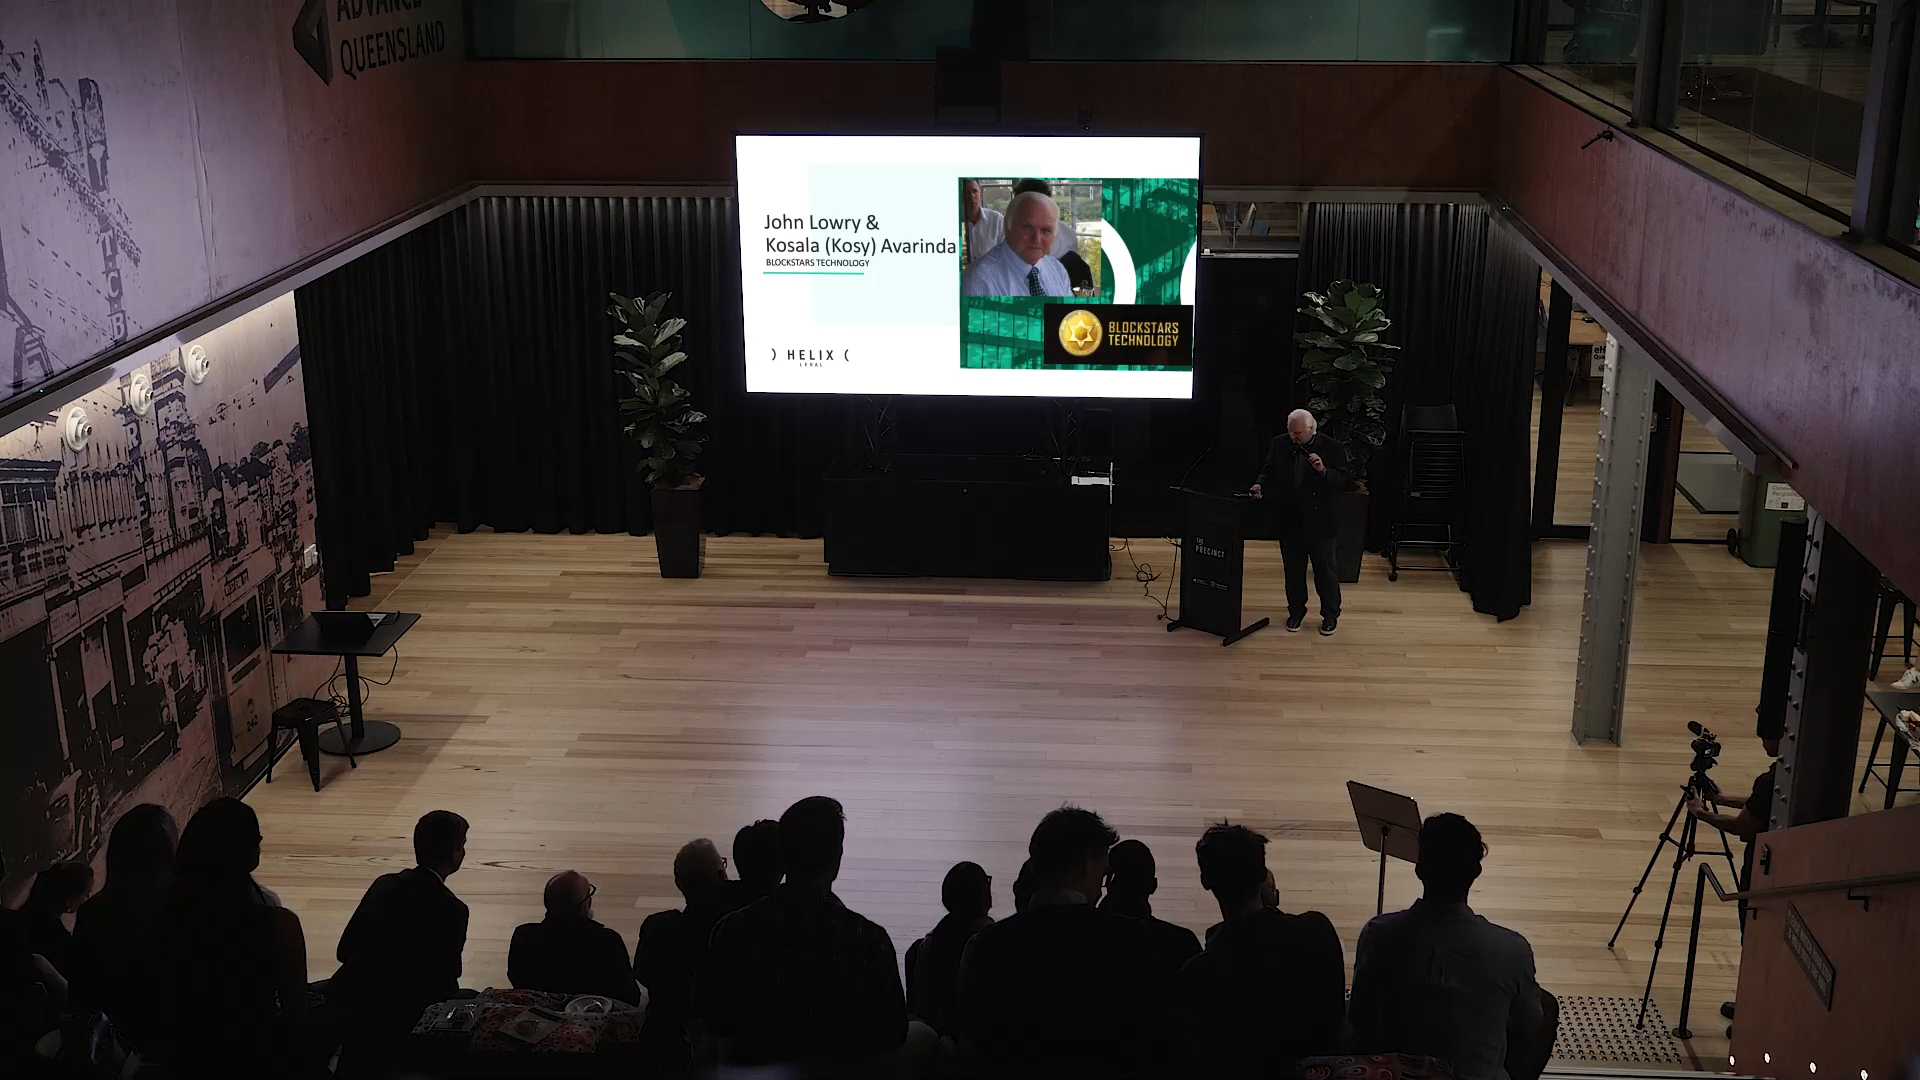 ADVANCE
QUEENSLAND
John Lowry &
Kosala (Kosy) Avarinda
BLOCKSTARS TECHNOLOGY
BLOCKSTARS
TECHNOLOGY
) HELIX (
LEGAL
THE
PRECINCT